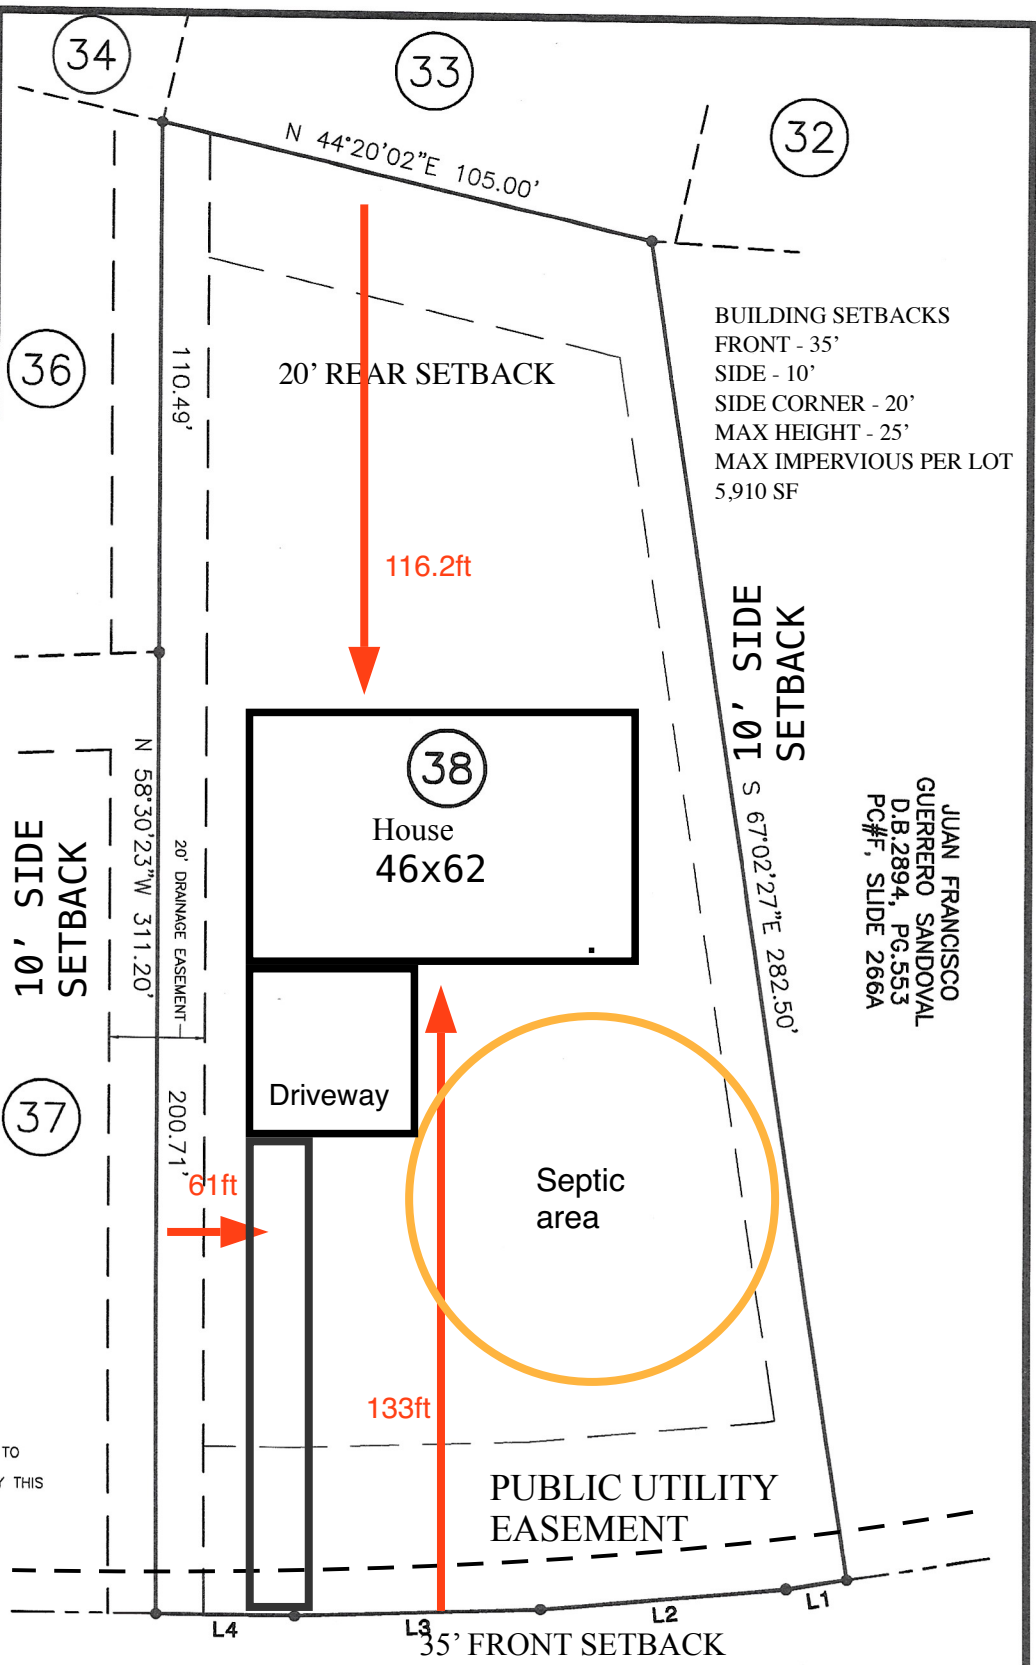 34
33
32
N 44°20'02"E 105.00'
BUILDING SETBACKS
FRONT - 35'
SIDE - 10'
SIDE CORNER - 20'
MAX HEIGHT - 25'
MAX IMPERVIOUS PER LOT
5,910 SF
36
110.49'
20' REAR SETBACK
116.2ft
10' SIDE
SETBACK
38
House
46x62
S 67°02'27"E 282.50'
JUAN FRANCISCO
GUERRERO SANDOVAL
D.B.2894, PG.553
PC#F, SLIDE 266A
N 58°30'23"W 311.20'
20' DRAINAGE EASEMENT
10' SIDE
SETBACK
37
200.71'
Driveway
61ft
Septic
area
133ft
TO
Y THIS
PUBLIC UTILITY
EASEMENT
L4
L3
L2
L1
35' FRONT SETBACK